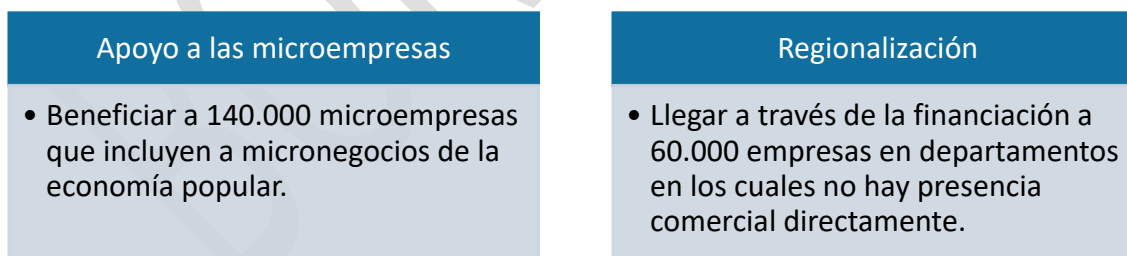 Apoyo a las microempresas
• Beneficiar a 140.000 microempresas
que incluyen a micronegocios de la
economía popular.
Regionalización
• Llegar a través de la financiación a
60.000 empresas en departamentos
en los cuales no hay presencia
comercial directamente.